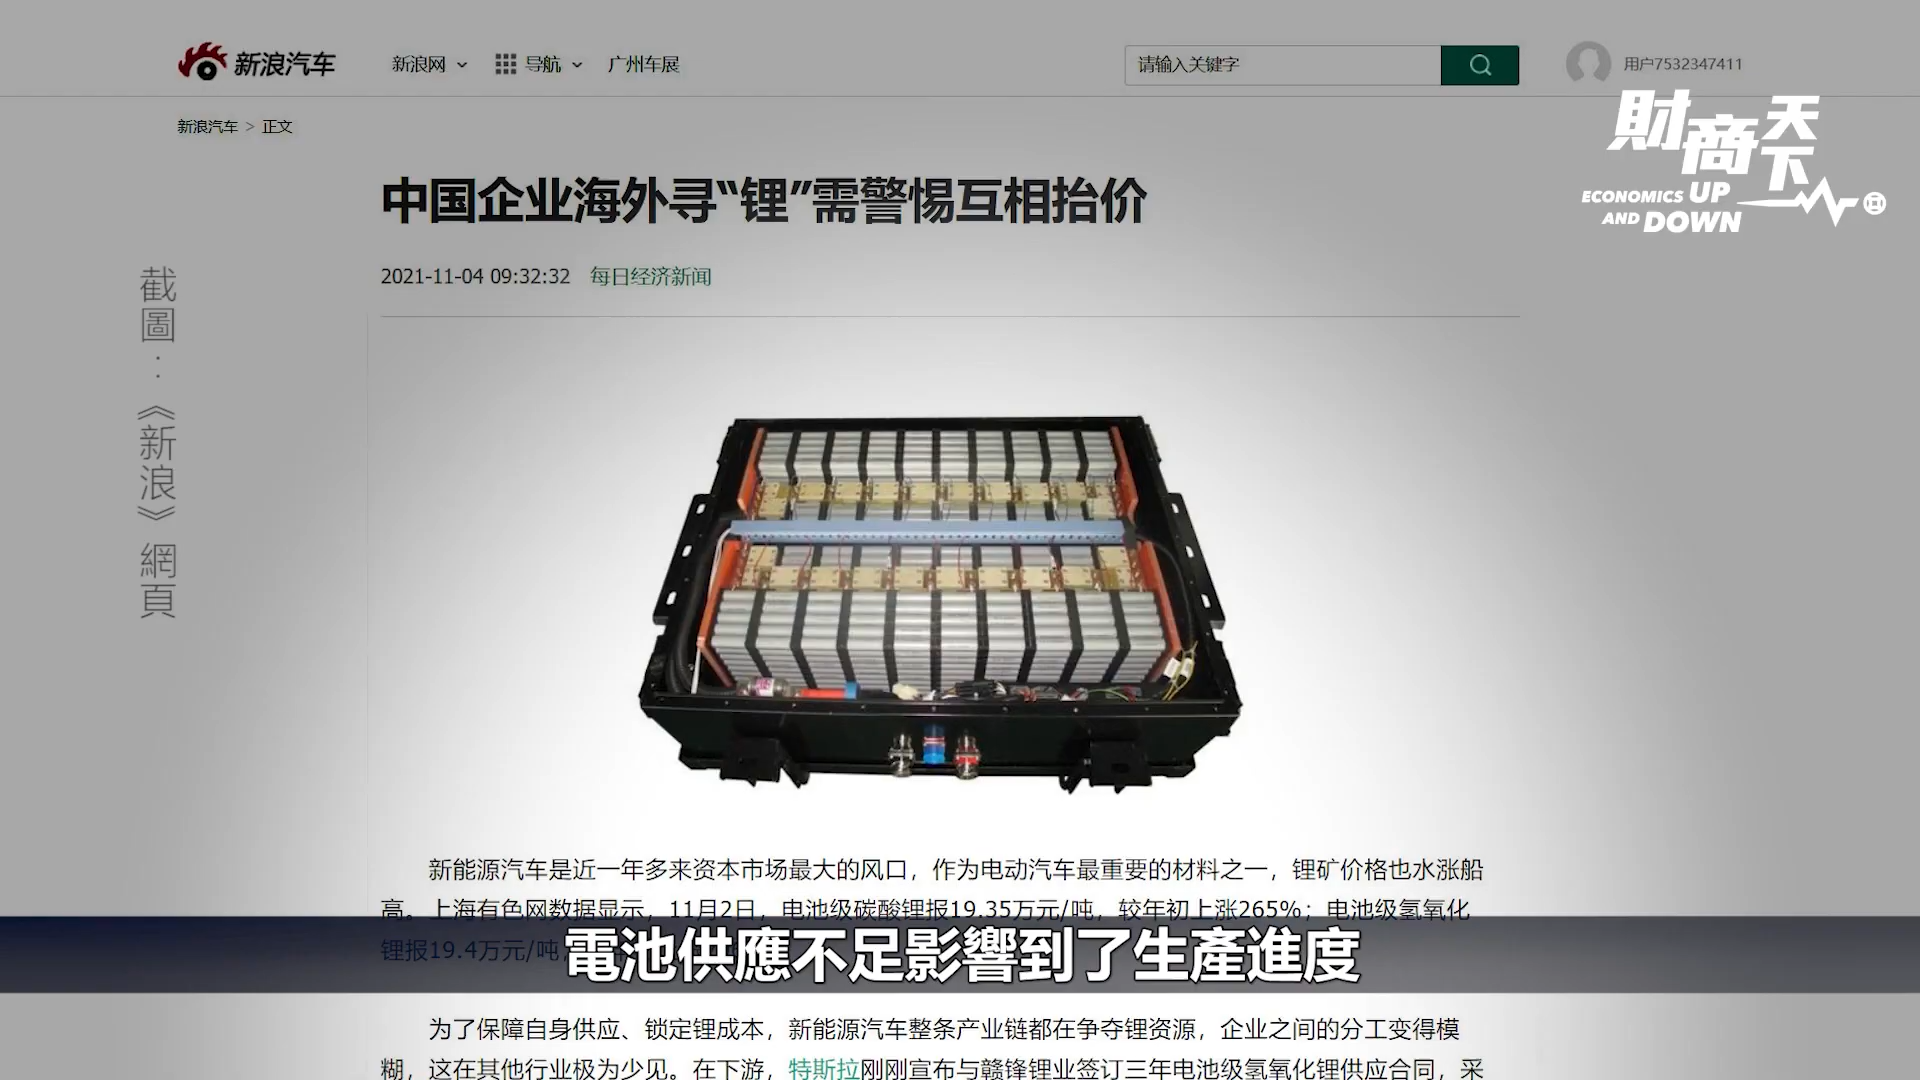 新浪汽车 新浪网 导航 广州车展 请输入关键字 用户7532347411
財商天下
ECONOMICS UP
AND DOWN
新浪汽车 > 正文
中国企业海外寻“锂”需警惕互相抬价
2021-11-04 09:32:32 每日经济新闻
截圖:《新浪》網頁
新能源汽车是近一年多来资本市场最大的风口，作为电动汽车最重要的材料之一，锂矿价格也水涨船
高。上海有色网数据显示，11月2日，电池级碳酸锂报19.35万元/吨，较年初上涨265%；电池级氢氧化
锂报19.4万元/吨
電池供應不足影響到了生產進度
为了保障自身供应、锁定锂成本，新能源汽车整条产业链都在争夺锂资源，企业之间的分工变得模
糊，这在其他行业极为少见。在下游，特斯拉刚刚宣布与赣锋锂业签订三年电池级氢氧化锂供应合同，采